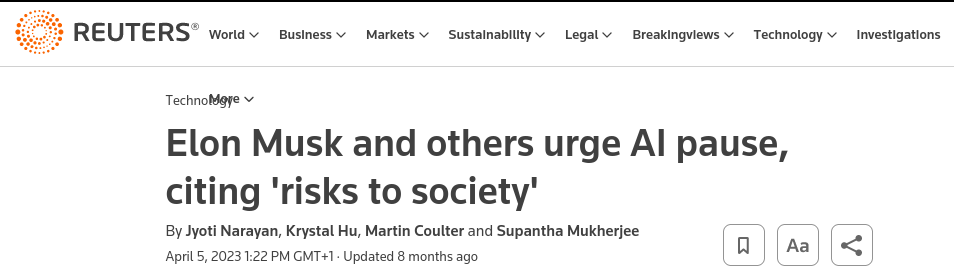 REUTERS®
World Business Markets Sustainability Legal Breakingviews Technology Investigations
More
Technology
Elon Musk and others urge AI pause,
citing 'risks to society'
By Jyoti Narayan, Krystal Hu, Martin Coulter and Supantha Mukherjee
April 5, 2023 1:22 PM GMT+1 · Updated 8 months ago
Aa